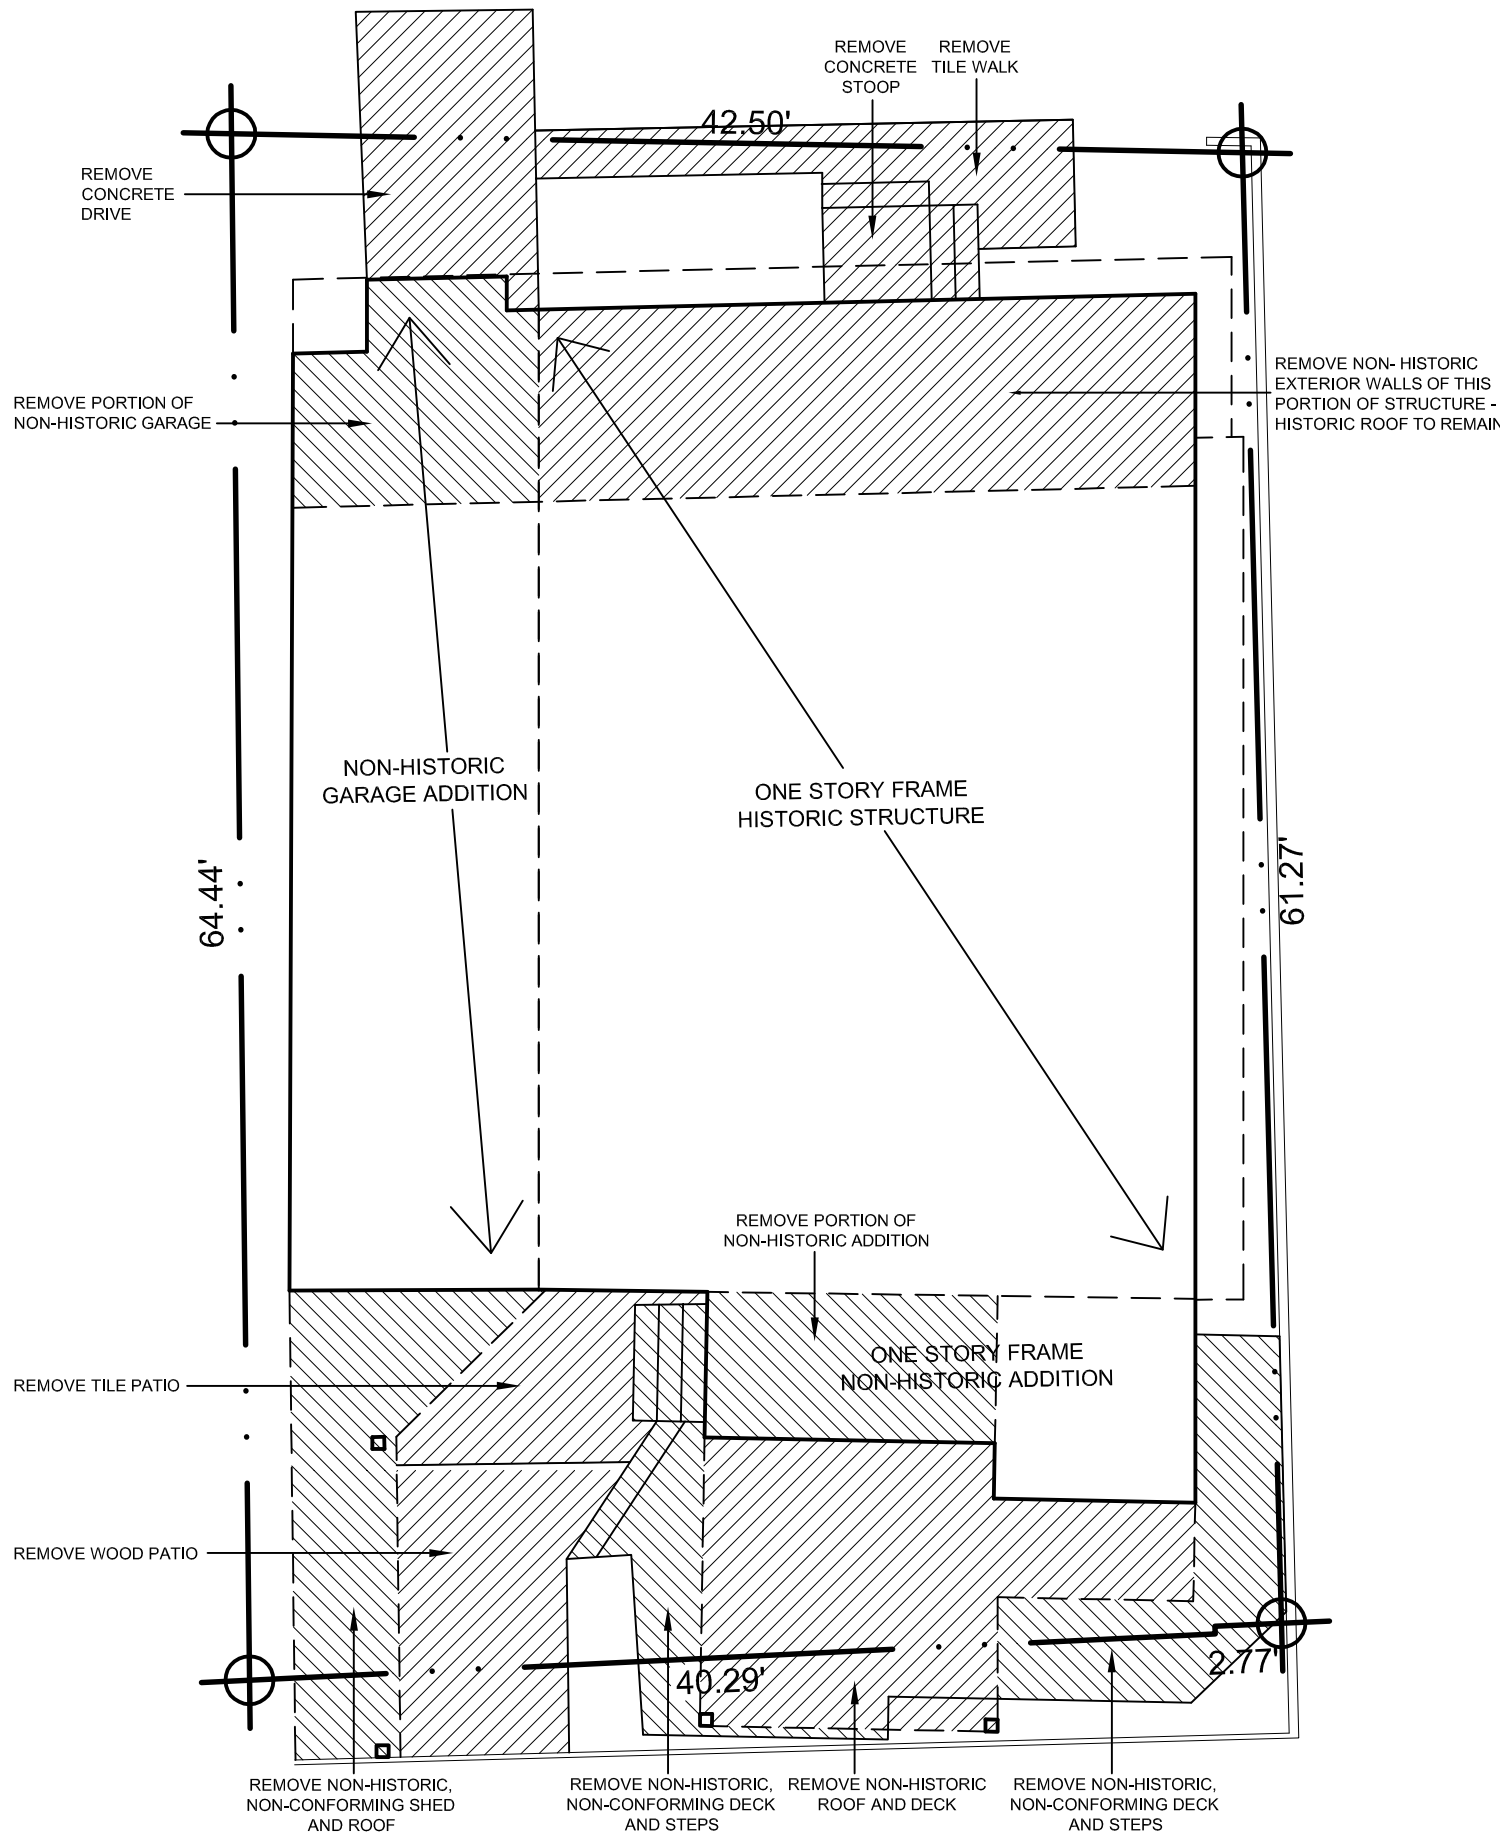 REMOVE
CONCRETE
STOOP
REMOVE
TILE WALK
42.50'
REMOVE
CONCRETE
DRIVE
REMOVE NON- HISTORIC
EXTERIOR WALLS OF THIS
PORTION OF STRUCTURE -
HISTORIC ROOF TO REMAIN
REMOVE PORTION OF
NON-HISTORIC GARAGE
NON-HISTORIC
GARAGE ADDITION
ONE STORY FRAME
HISTORIC STRUCTURE
64.44'
61.27'
REMOVE PORTION OF
NON-HISTORIC ADDITION
ONE STORY FRAME
NON-HISTORIC ADDITION
REMOVE TILE PATIO
REMOVE WOOD PATIO
40.29'
2.77'
REMOVE NON-HISTORIC,
NON-CONFORMING SHED
AND ROOF
REMOVE NON-HISTORIC,
NON-CONFORMING DECK
AND STEPS
REMOVE NON-HISTORIC
ROOF AND DECK
REMOVE NON-HISTORIC,
NON-CONFORMING DECK
AND STEPS